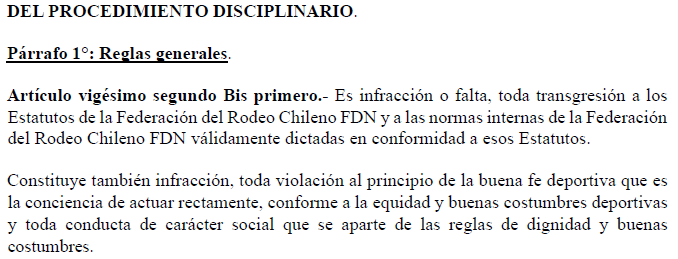 DEL PROCEDIMIENTO DISCIPLINARIO.
Párrafo 1°: Reglas generales.
Artículo vigésimo segundo Bis primero.- Es infracción o falta, toda transgresión a los
Estatutos de la Federación del Rodeo Chileno FDN y a las normas internas de la Federación
del Rodeo Chileno FDN válidamente dictadas en conformidad a esos Estatutos.
Constituye también infracción, toda violación al principio de la buena fe deportiva que es
la conciencia de actuar rectamente, conforme a la equidad y buenas costumbres deportivas
y toda conducta de carácter social que se aparte de las reglas de dignidad y buenas
costumbres.